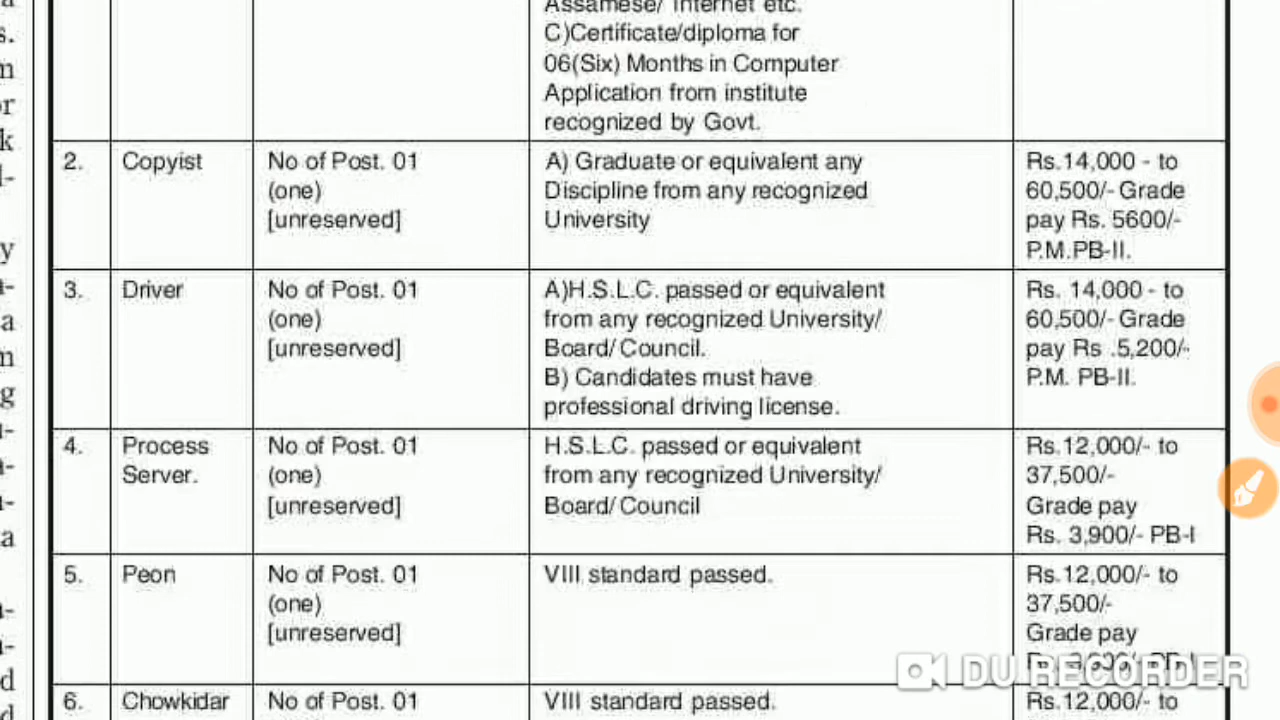 Assamese/ Internet etc.
C)Certificate/diploma for
06(Six) Months in Computer
Application from institute
recognized by Govt.
2.
Copyist
No of Post. 01
(one)
[unreserved]
A) Graduate or equivalent any
Discipline from any recognized
University
Rs.14,000 - to
60,500/- Grade
pay Rs. 5600/-
P.M.PB-II.
3.
Driver
No of Post. 01
(one)
[unreserved]
A)H.S.L.C. passed or equivalent
from any recognized University/
Board/Council.
B) Candidates must have
professional driving license.
Rs. 14,000 - to
60,500/- Grade
pay Rs .5,200/-
P.M. PB-II.
4.
Process
Server.
No of Post. 01
(one)
[unreserved]
H.S.L.C. passed or equivalent
from any recognized University/
Board/Council
Rs.12,000/- to
37,500/-
Grade pay
Rs. 3,900/- PB-I
5.
Peon
No of Post. 01
(one)
[unreserved]
VIII standard passed.
Rs.12,000/- to
37,500/-
Grade pay
6.
Chowkidar
No of Post. 01
VIII standard passed.
Rs.12,000/- to
DU RECORDER